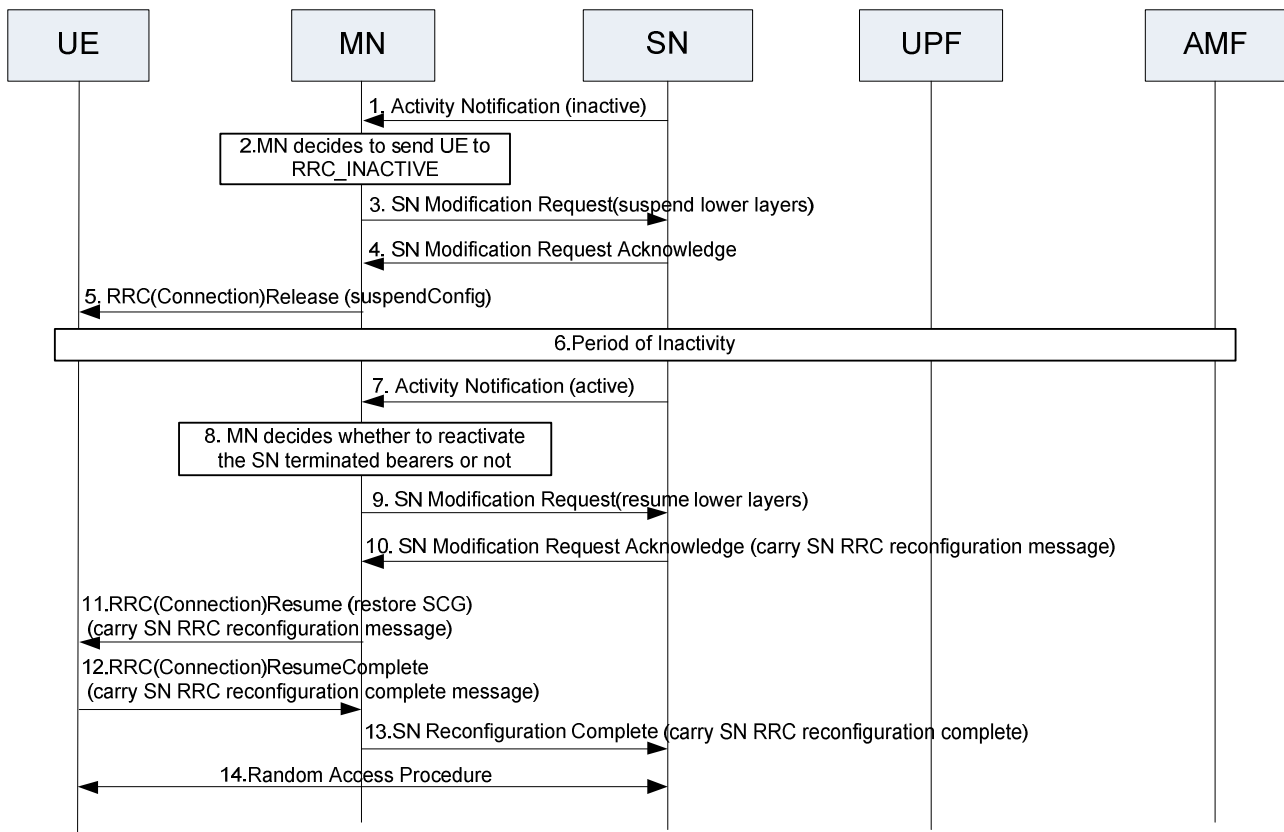 UE
MN
SN
UPF
AMF
1. Activity Notification (inactive)
2.MN decides to send UE to
RRC_INACTIVE
3. SN Modification Request(suspend lower layers)
4. SN Modification Request Acknowledge
5. RRC(Connection)Release (suspendConfig)
6.Period of Inactivity
7. Activity Notification (active)
8. MN decides whether to reactivate
the SN terminated bearers or not
9. SN Modification Request(resume lower layers)
10. SN Modification Request Acknowledge (carry SN RRC reconfiguration message)
11.RRC(Connection)Resume (restore SCG)
(carry SN RRC reconfiguration message)
12.RRC(Connection)ResumeComplete
(carry SN RRC reconfiguration complete message)
13.SN Reconfiguration Complete (carry SN RRC reconfiguration complete)
14.Random Access Procedure